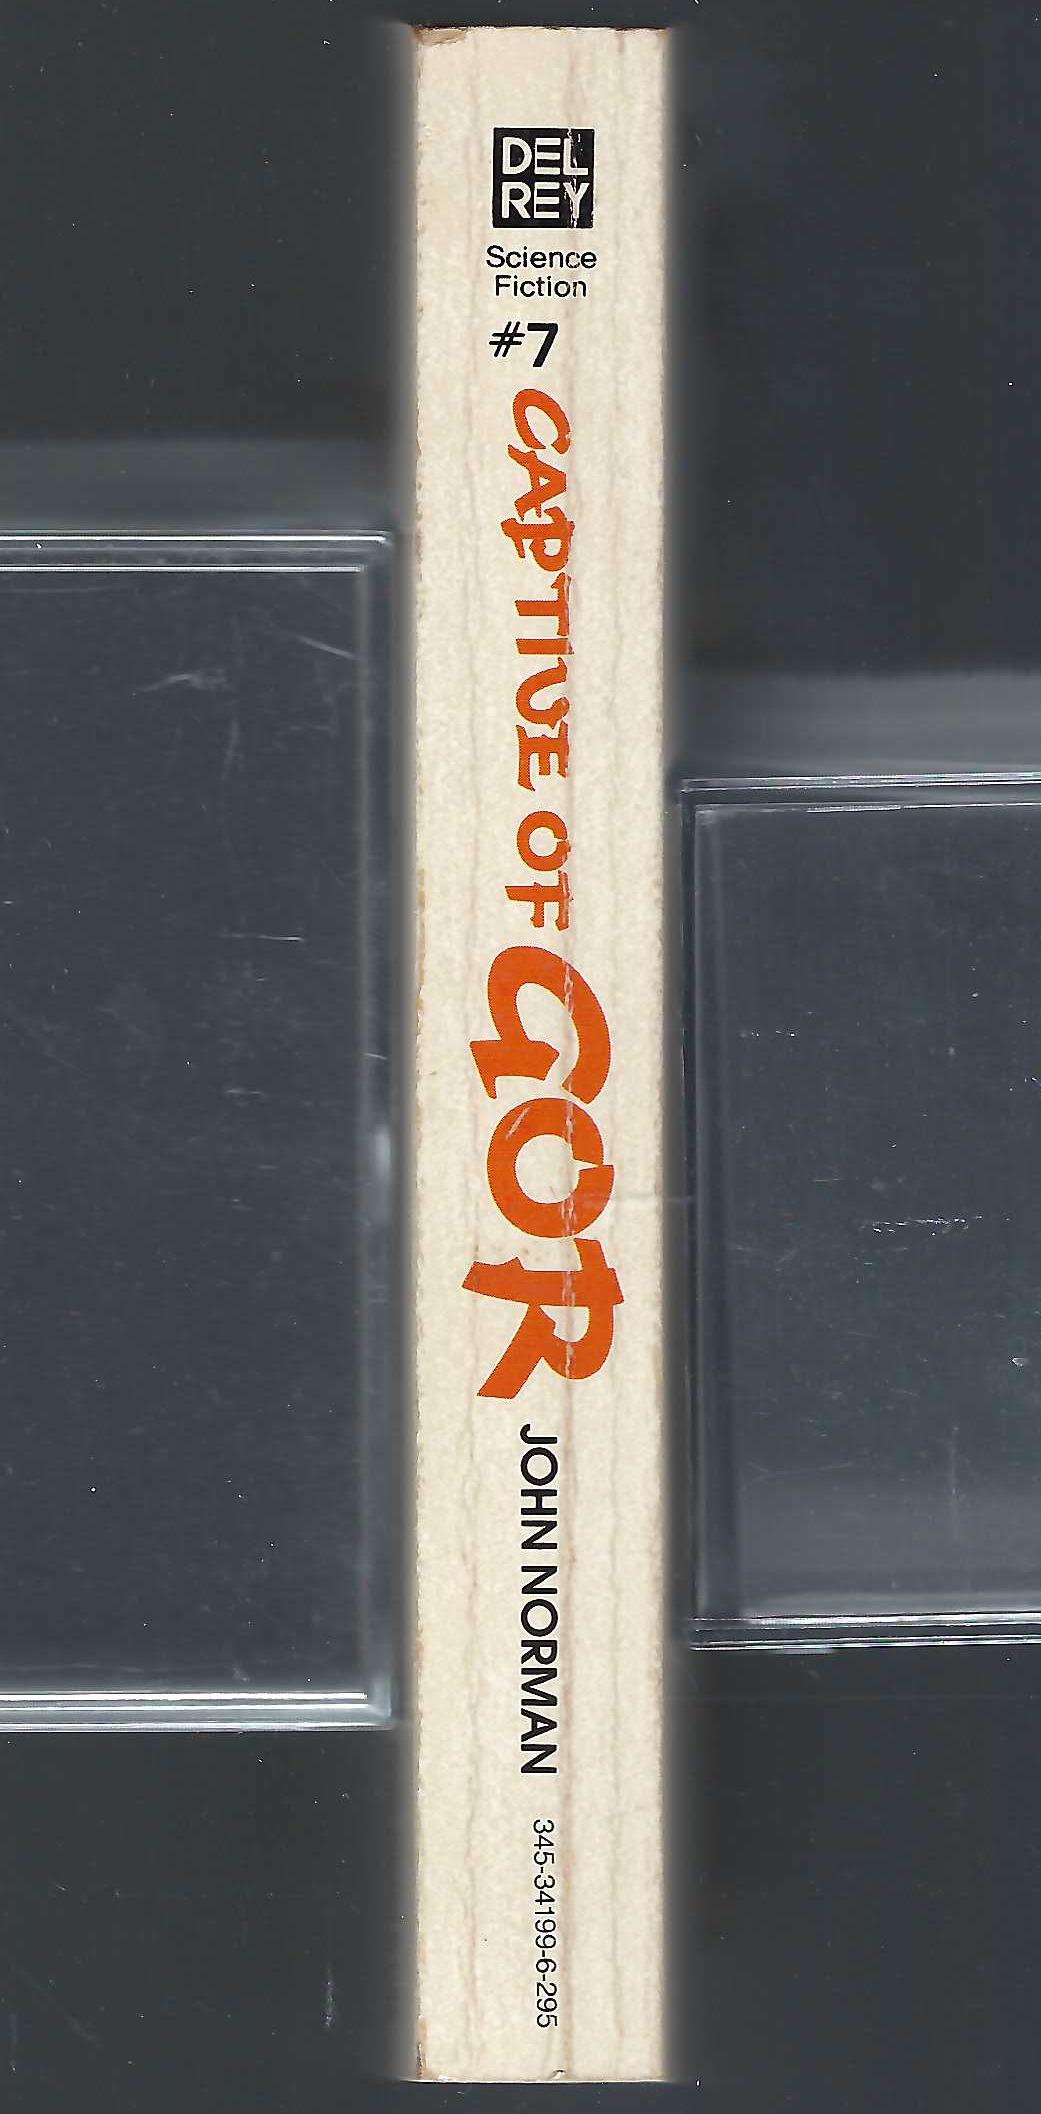 DEL
REY
Science
Fiction
#7
CAPTIVE OF
GOR
JOHN NORMAN
345-34199-6-295